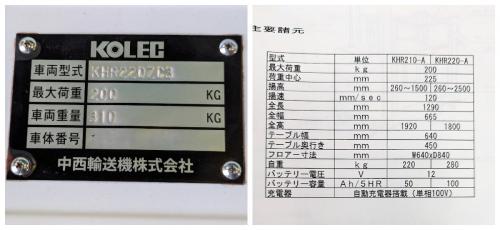 KOLEC
車両型式 KHR220ZC3
最大荷重 200 KG
車両重量 310 KG
車体番号
中西輸送機株式会社
主要諸元
型式 単位 KHR210-A KHR220-A
最大荷重 kg 200
荷重中心 mm 225
揚高 mm 260~1500 260~2500
揚速 mm/sec 120
全長 mm 1290
全幅 mm 665
全高 mm 1920 1800
テーブル幅 mm 640
テーブル奥行き mm 450
フロアー寸法 mm W640xD840
自重 kg 220 280
バッテリー電圧 V 12
バッテリー容量 Ah/5HR 50 100
充電器 自動充電器搭載(単相100V)